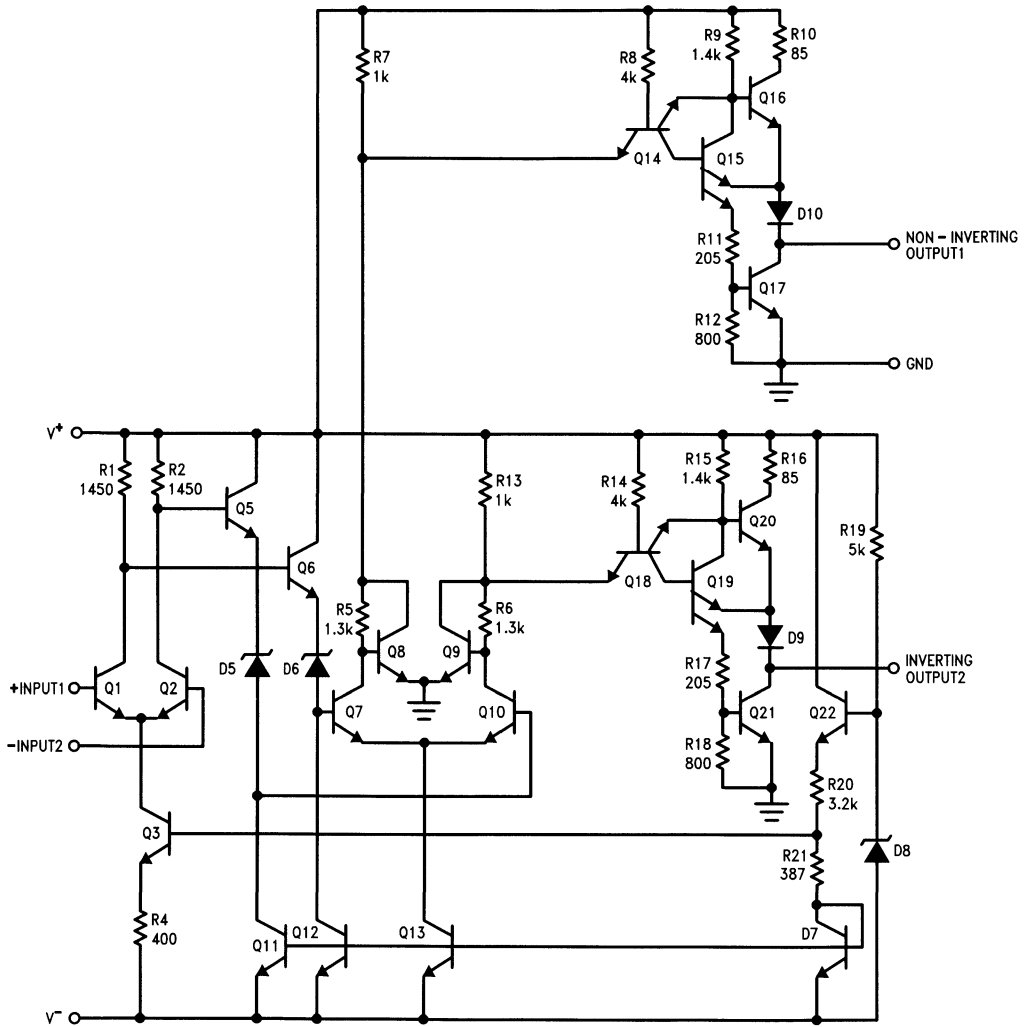 R7
1k
R8
4k
R9
1.4k
R10
85
Q16
Q14
Q15
D10
R11
205
NON – INVERTING
OUTPUT1
Q17
R12
800
GND
V+
R1
1450
R2
1450
Q5
R13
1k
R14
4k
R15
1.4k
R16
85
Q20
R19
5k
Q6
Q18
Q19
R5
1.3k
R6
1.3k
D9
Q8
Q9
D5
D6
R17
205
INVERTING
OUTPUT2
+INPUT1
Q1
Q2
Q7
Q10
Q21
Q22
–INPUT2
R18
800
R20
3.2k
Q3
D8
R21
387
R4
400
Q11
Q12
Q13
D7
V–